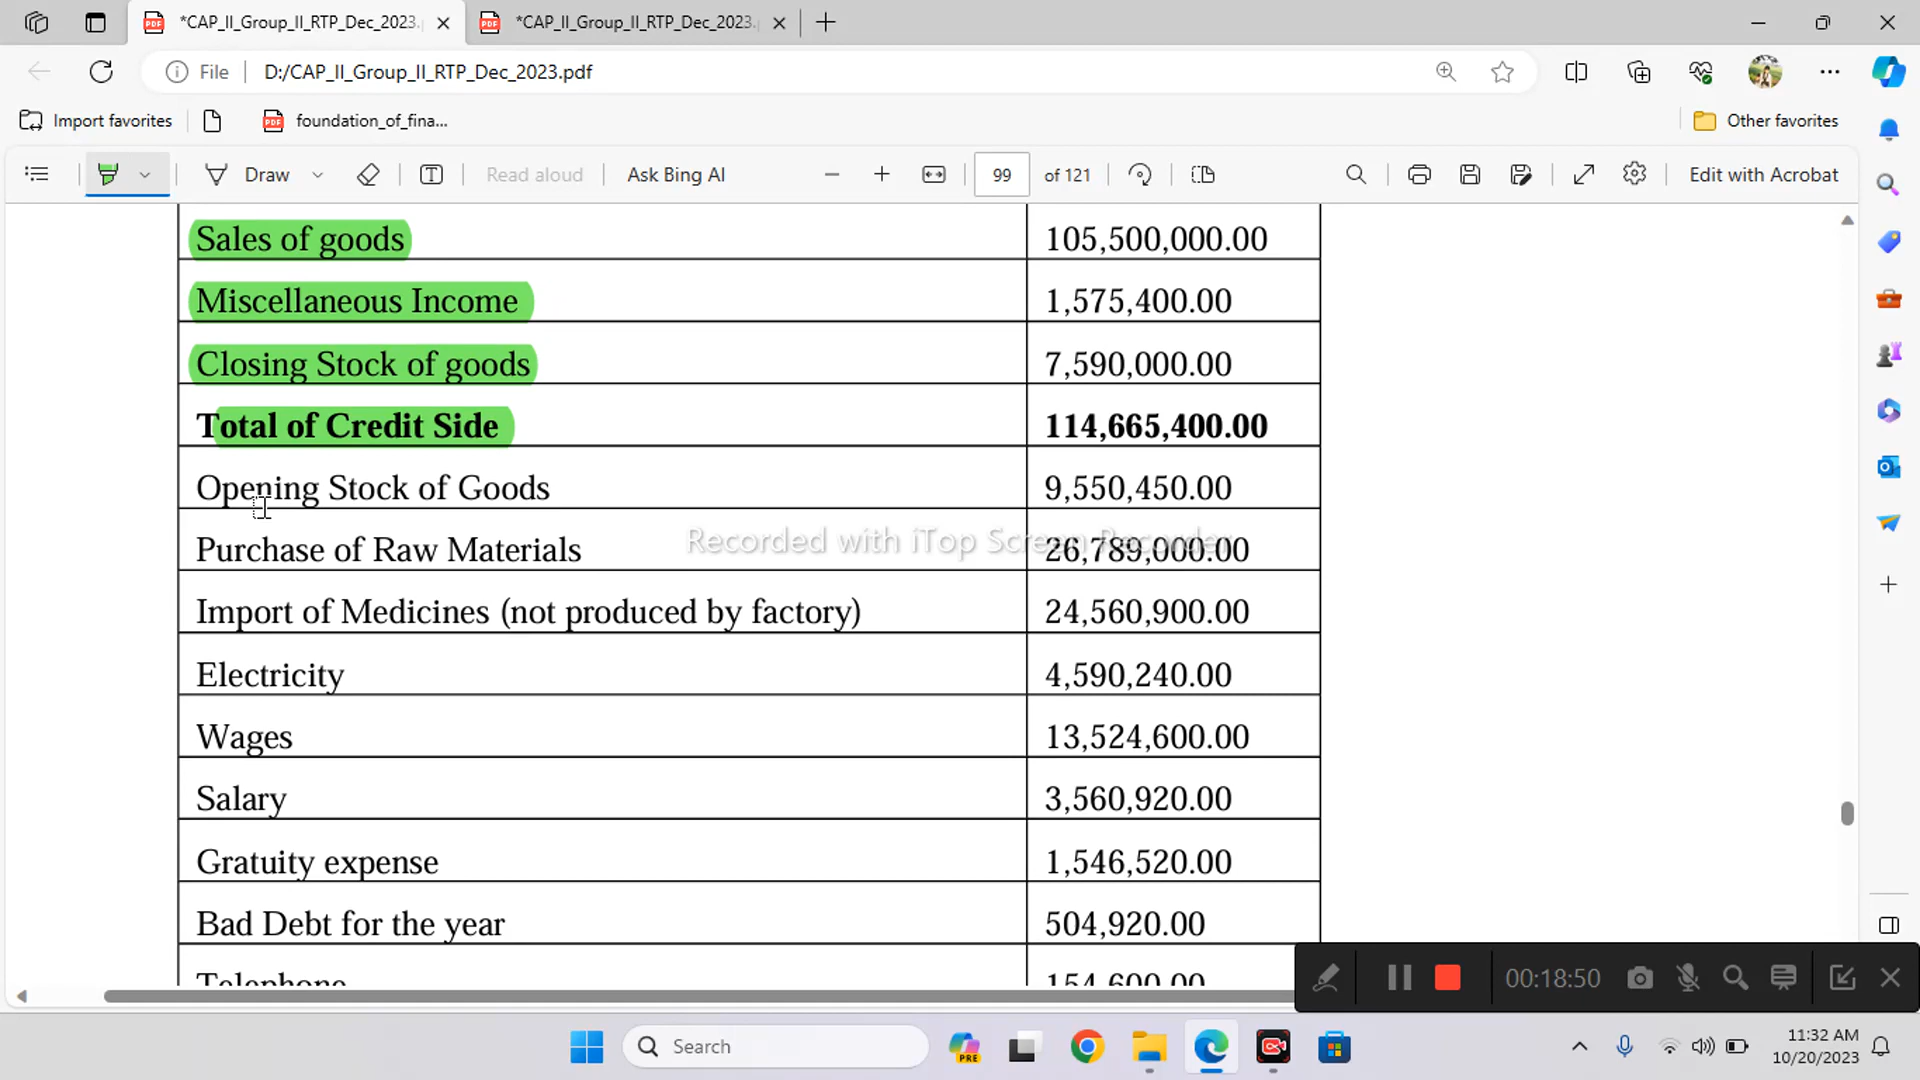 *CAP_II_Group_II_RTP_Dec_2023.
*CAP_II_Group_II_RTP_Dec_2023.
File D:/CAP_II_Group_II_RTP_Dec_2023.pdf
Import favorites
foundation_of_fina...
Other favorites
Draw
Read aloud
Ask Bing AI
99 of 121
Edit with Acrobat
Sales of goods 105,500,000.00
Miscellaneous Income 1,575,400.00
Closing Stock of goods 7,590,000.00
Total of Credit Side 114,665,400.00
Opening Stock of Goods 9,550,450.00
Recorded with iTop Screen Recorder
Purchase of Raw Materials 26,789,000.00
Import of Medicines (not produced by factory) 24,560,900.00
Electricity 4,590,240.00
Wages 13,524,600.00
Salary 3,560,920.00
Gratuity expense 1,546,520.00
Bad Debt for the year 504,920.00
Telephone 154,600.00
00:18:50
Search
PRE
11:32 AM
10/20/2023